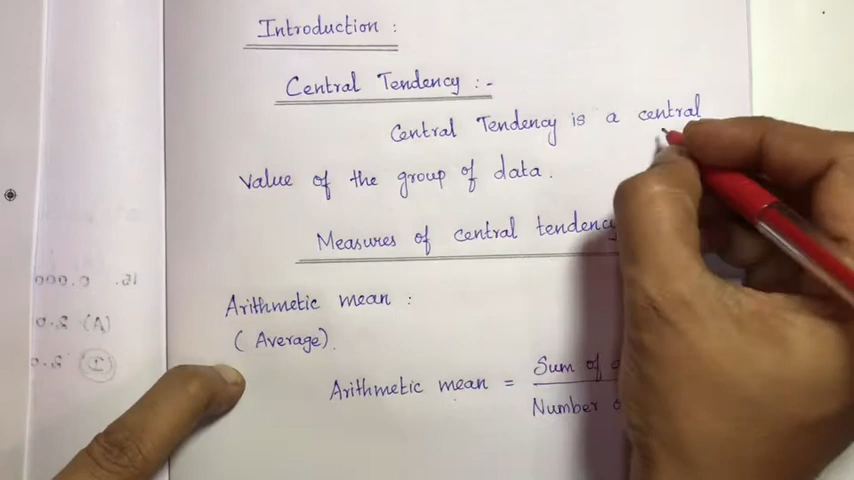 Introduction :
Central Tendency :-
Central Tendency is a central
Value of the group of data.
Measures of central tendency
Arithmetic mean :
(Average).
Arithmetic mean = Sum of
Number